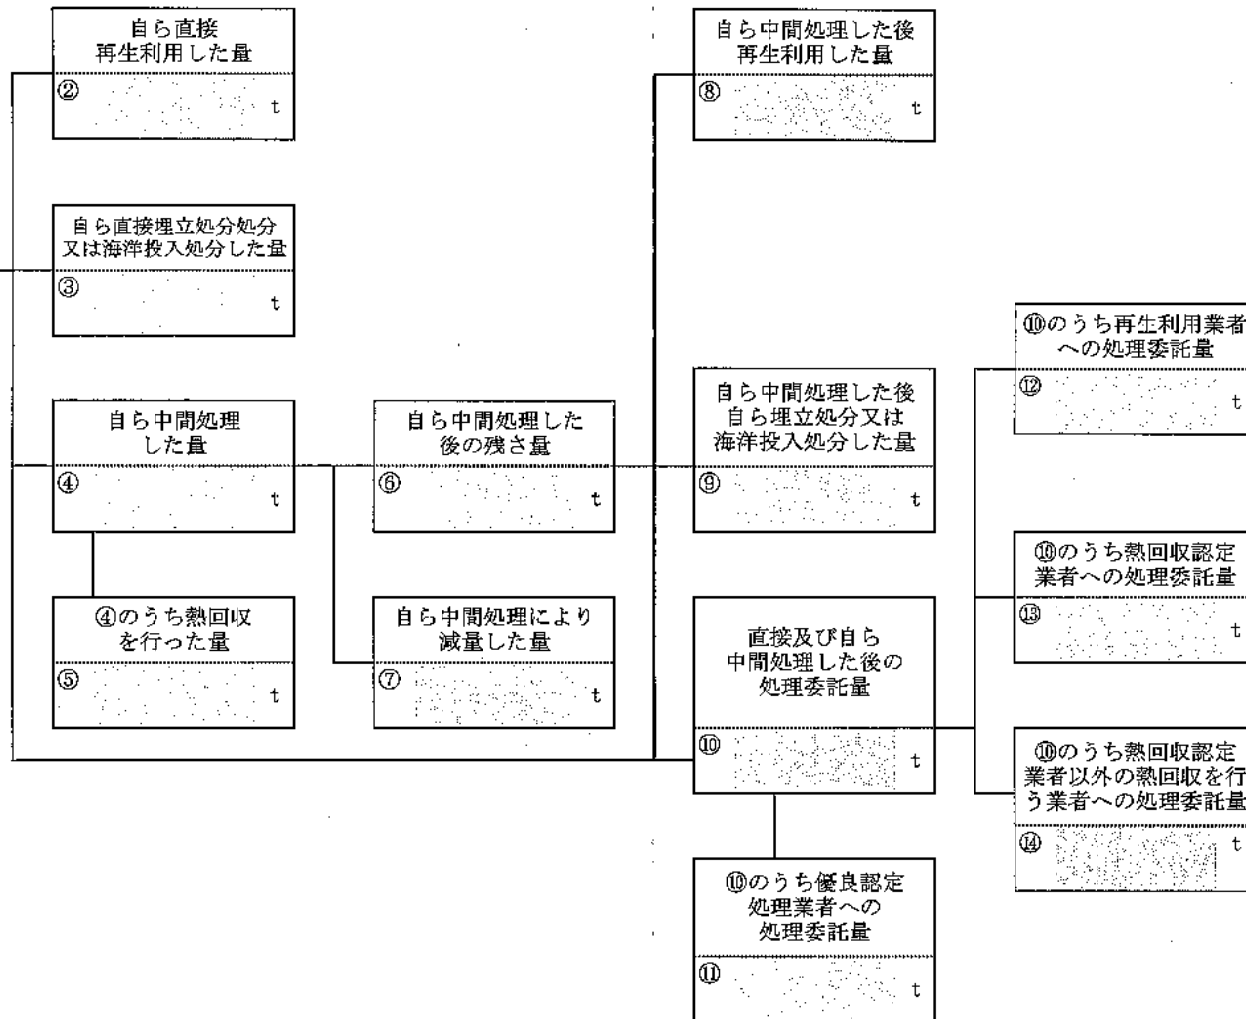 自ら直接
再生利用した量
② t
自ら中間処理した後
再生利用した量
⑧ t
自ら直接埋立処分処分
又は海洋投入処分した量
③ t
⑩のうち再生利用業者
への処理委託量
⑫ t
自ら中間処理
した量
④ t
自ら中間処理した
後の残さ量
⑥ t
自ら中間処理した後
自ら埋立処分又は
海洋投入処分した量
⑨ t
⑩のうち熱回収認定
業者への処理委託量
⑬ t
④のうち熱回収
を行った量
⑤ t
自ら中間処理により
減量した量
⑦ t
直接及び自ら
中間処理した後の
処理委託量
⑩ t
⑩のうち熱回収認定
業者以外の熱回収を行
う業者への処理委託量
⑭ t
⑩のうち優良認定
処理業者への
処理委託量
⑪ t